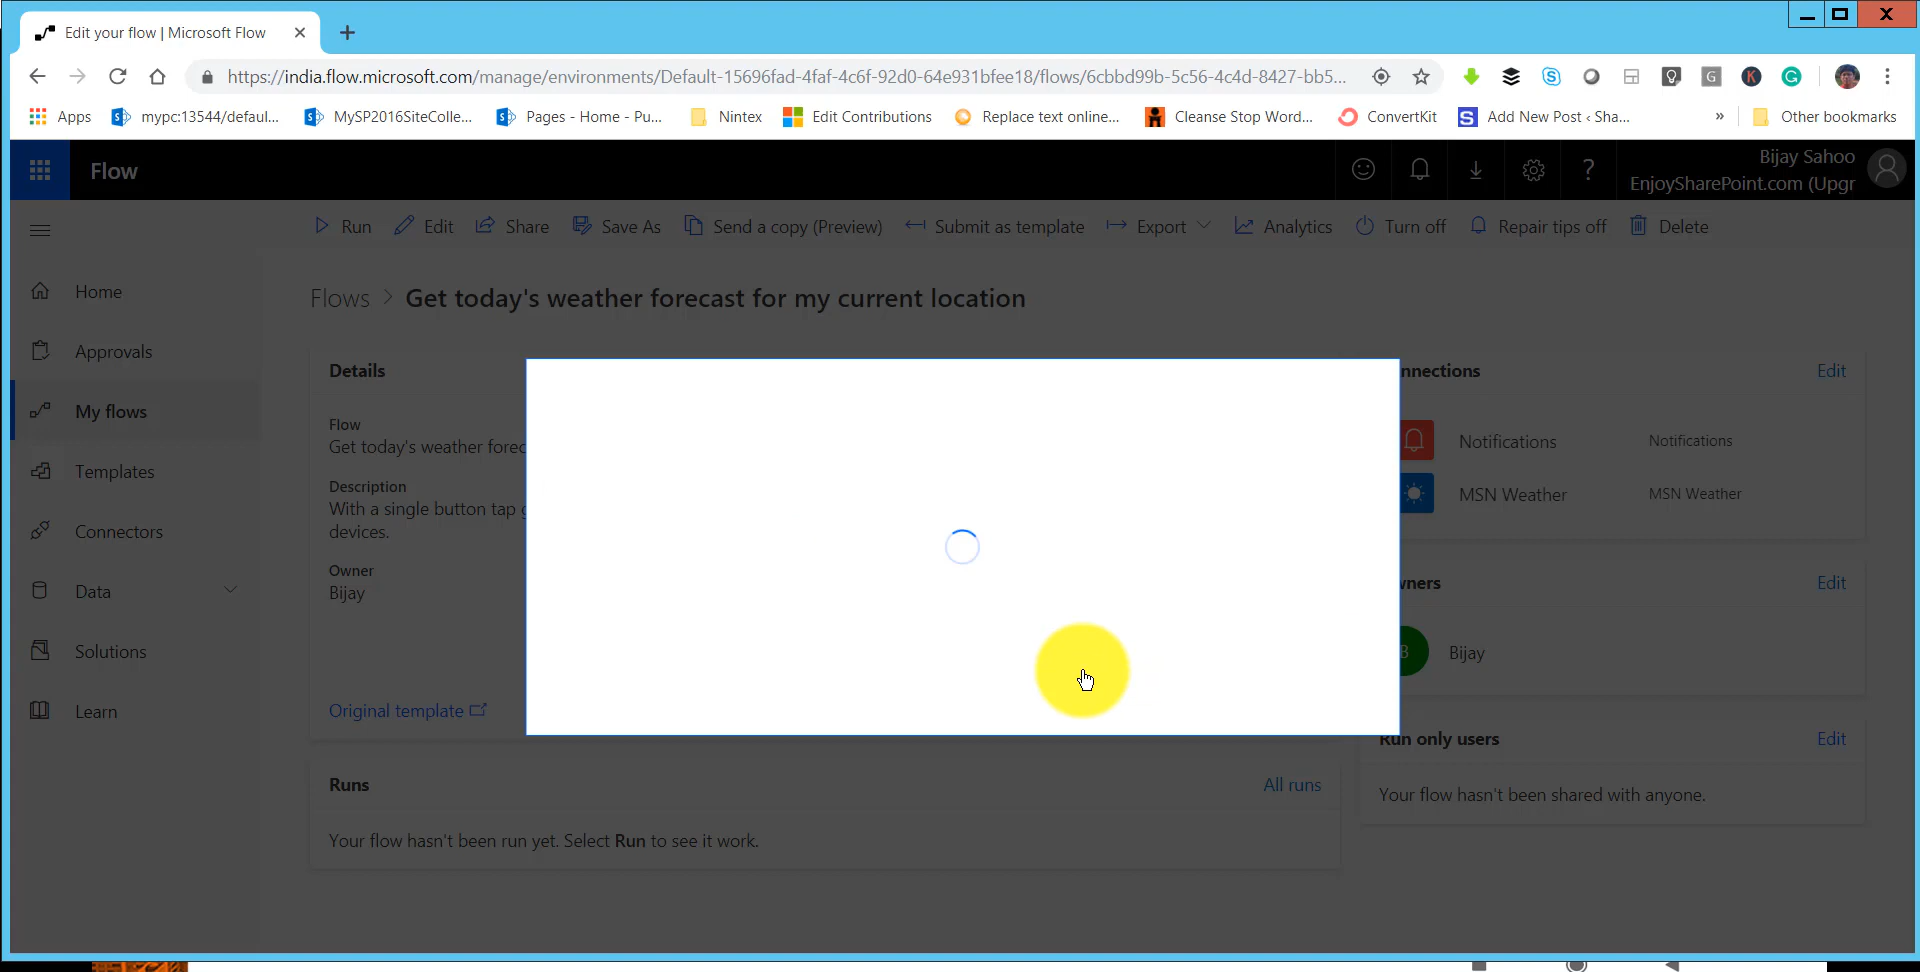 Edit your flow | Microsoft Flow
https://india.flow.microsoft.com/manage/environments/Default-15696fad-4faf-4c6f-92d0-64e931bfee18/flows/6cbbd99b-5c56-4c4d-8427-bb5...
Apps mypc:13544/defaul... MySP2016SiteColle... Pages - Home - Pu... Nintex Edit Contributions Replace text online... Cleanse Stop Word... ConvertKit Add New Post ‹ Sha... » Other bookmarks
Flow
Bijay Sahoo
EnjoySharePoint.com (Upgr
Run Edit Share Save As Send a copy (Preview) Submit as template Export Analytics Turn off Repair tips off Delete
Home
Approvals
My flows
Templates
Connectors
Data
Solutions
Learn
Flows > Get today's weather forecast for my current location
Details
Flow
Get today's weather forec
Description
With a single button tap g
devices.
Owner
Bijay
Original template
Runs All runs
Your flow hasn't been run yet. Select Run to see it work.
nnections Edit
Notifications Notifications
MSN Weather MSN Weather
wners Edit
B Bijay
Run only users Edit
Your flow hasn't been shared with anyone.